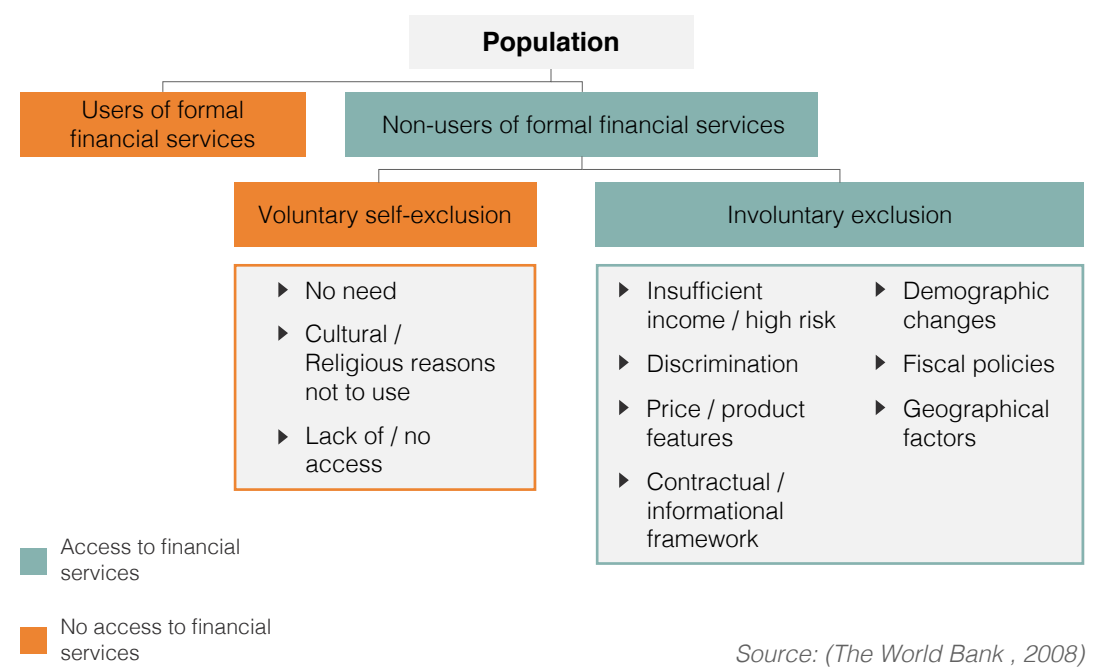 Population
Users of formal
financial services
Non-users of formal financial services
Voluntary self-exclusion
Involuntary exclusion
No need
Cultural /
Religious reasons
not to use
Lack of / no
access
Insufficient
income / high risk
Discrimination
Price / product
features
Contractual /
informational
framework
Demographic
changes
Fiscal policies
Geographical
factors
Access to financial
services
No access to financial
services
Source: (The World Bank , 2008)